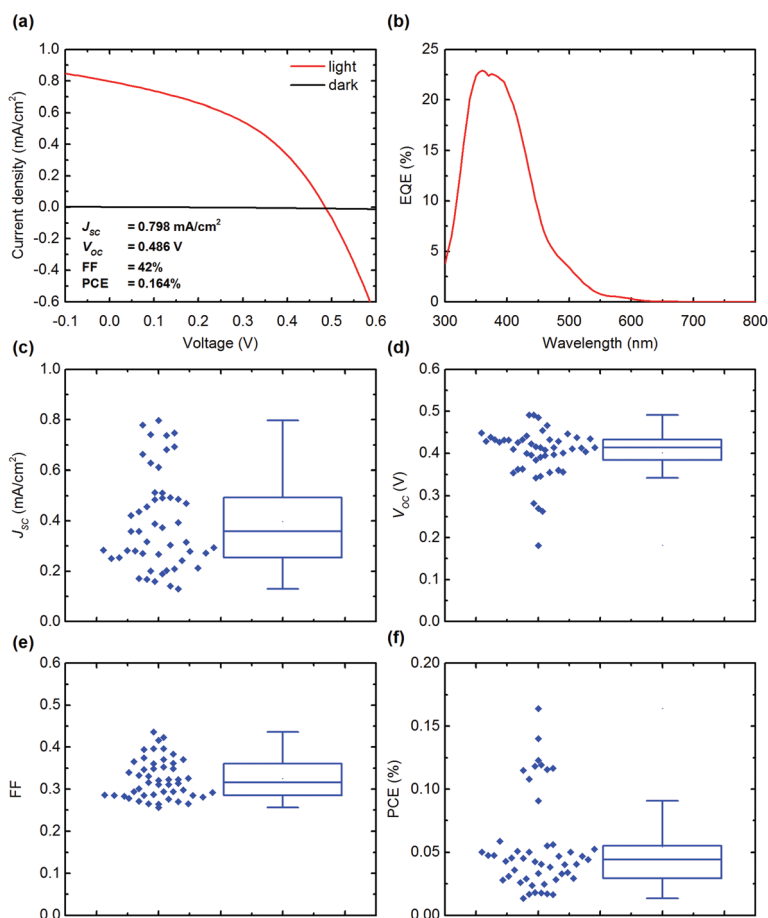 (a)
1.0
0.8
0.6
0.4
0.2
0.0
-0.2
-0.4
-0.6
Current density (mA/cm²)
light
dark
J_SC = 0.798 mA/cm²
V_OC = 0.486 V
FF = 42%
PCE = 0.164%
-0.1 0.0 0.1 0.2 0.3 0.4 0.5 0.6
Voltage (V)
(b)
25
20
15
10
5
0
EQE (%)
300 400 500 600 700 800
Wavelength (nm)
(c)
1.0
0.8
0.6
0.4
0.2
0.0
J_SC (mA/cm²)
(d)
0.6
0.5
0.4
0.3
0.2
0.1
0.0
V_OC (V)
(e)
0.6
0.5
0.4
0.3
0.2
0.1
0.0
FF
(f)
0.20
0.15
0.10
0.05
0.00
PCE (%)